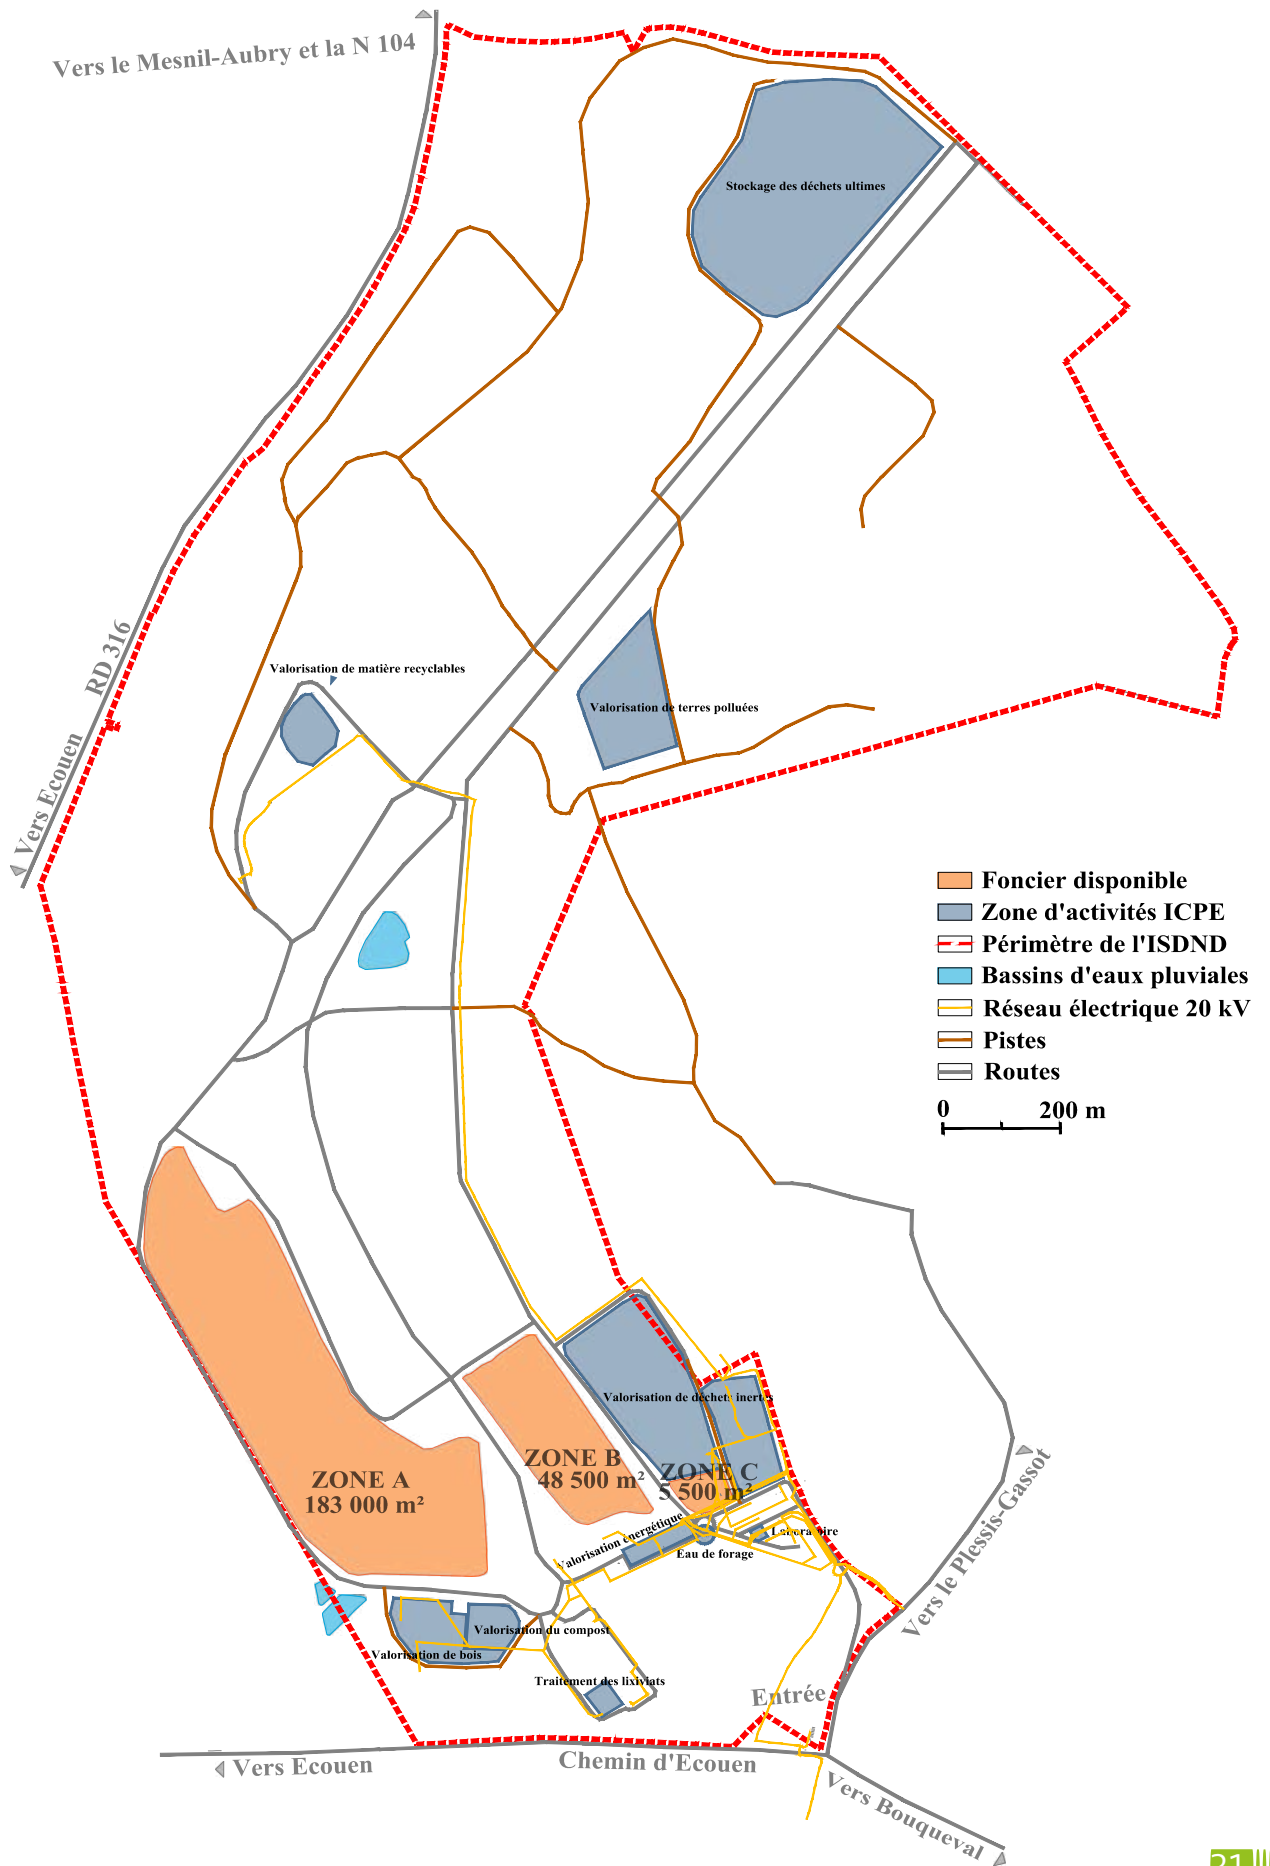 Vers le Mesnil-Aubry et la N 104
Stockage des déchets ultimes
RD 316
Valorisation de matière recyclables
Valorisation de terres polluées
Vers Ecouen
Foncier disponible
Zone d'activités ICPE
Périmètre de l'ISDND
Bassins d'eaux pluviales
Réseau électrique 20 kV
Pistes
Routes
0 200 m
Valorisation de déchets inertes
ZONE A
183 000 m²
ZONE B
48 500 m²
ZONE C
5 500 m²
Valorisation énergétique
Laboratoire
Eau de forage
Vers le Plessis-Gassot
Valorisation du compost
Valorisation de bois
Traitement des lixiviats
Entrée
Vers Ecouen
Chemin d'Ecouen
Vers Bouqueval
21